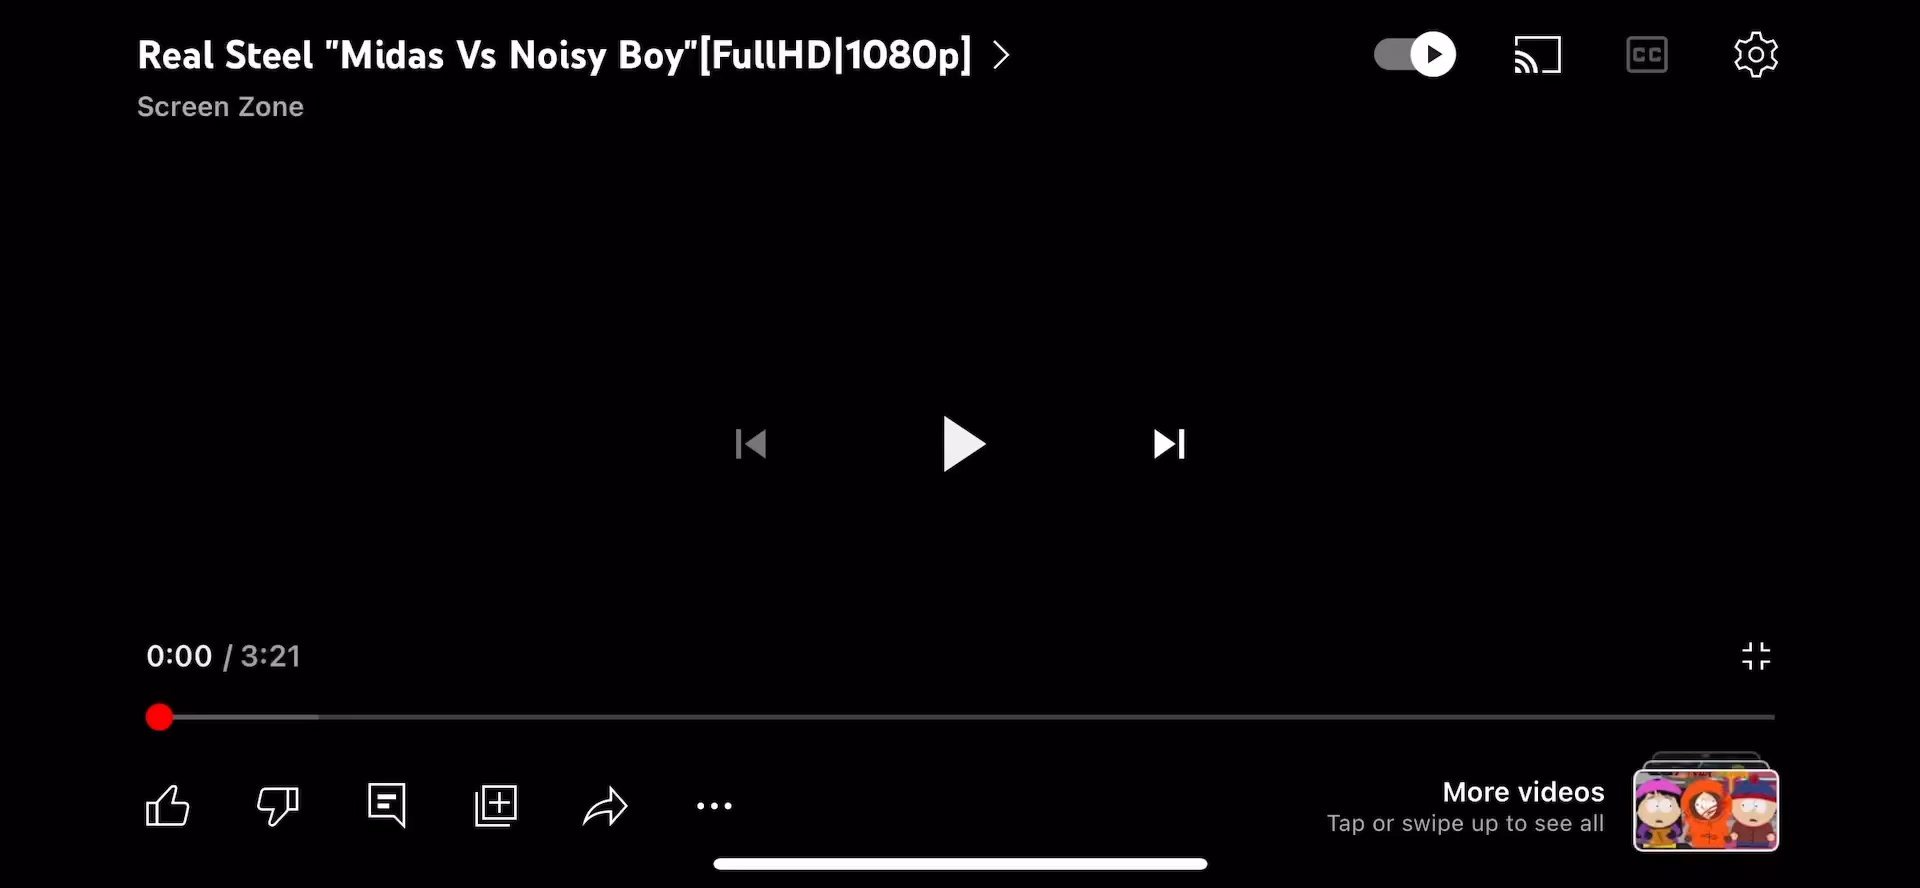 Real Steel "Midas Vs Noisy Boy"[FullHD|1080p]
Screen Zone
CC
0:00 / 3:21
More videos
Tap or swipe up to see all